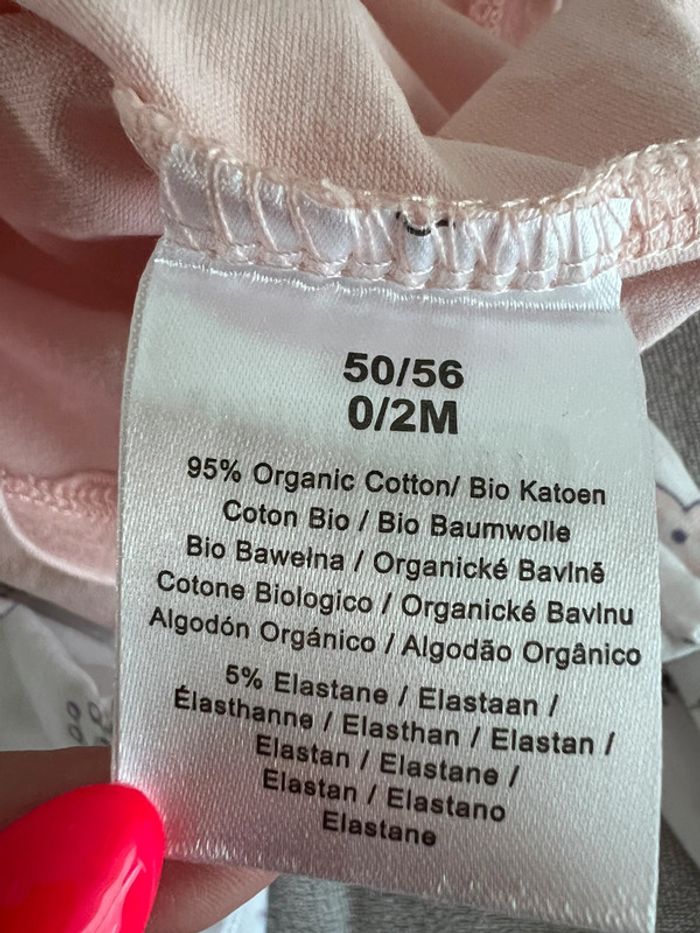 50/56
0/2M
95% Organic Cotton/ Bio Katoen
Coton Bio / Bio Baumwolle
Bio Bawełna / Organické Bavlně
Cotone Biologico / Organické Bavlnu
Algodón Orgánico / Algodão Orgânico
5% Elastane / Elastaan /
Élasthanne / Elasthan / Elastan /
Elastan / Elastane /
Elastan / Elastano
Elastane